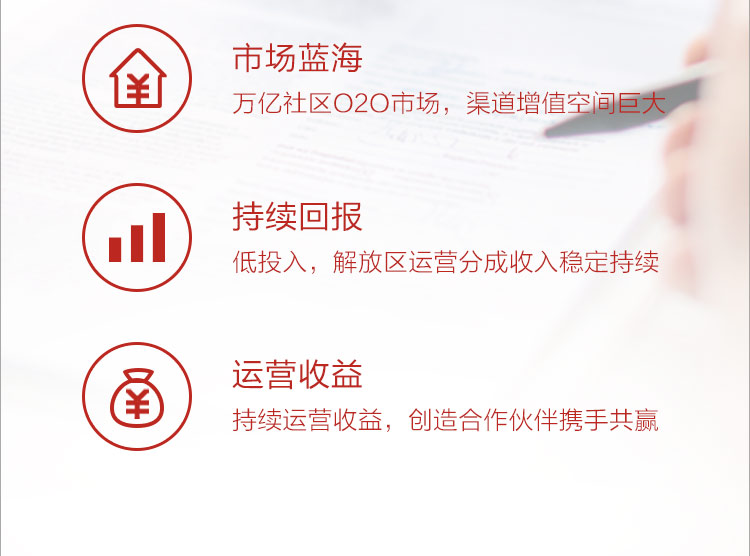 市场蓝海
万亿社区O2O市场，渠道增值空间巨大
持续回报
低投入，解放区运营分成收入稳定持续
运营收益
持续运营收益，创造合作伙伴携手共赢